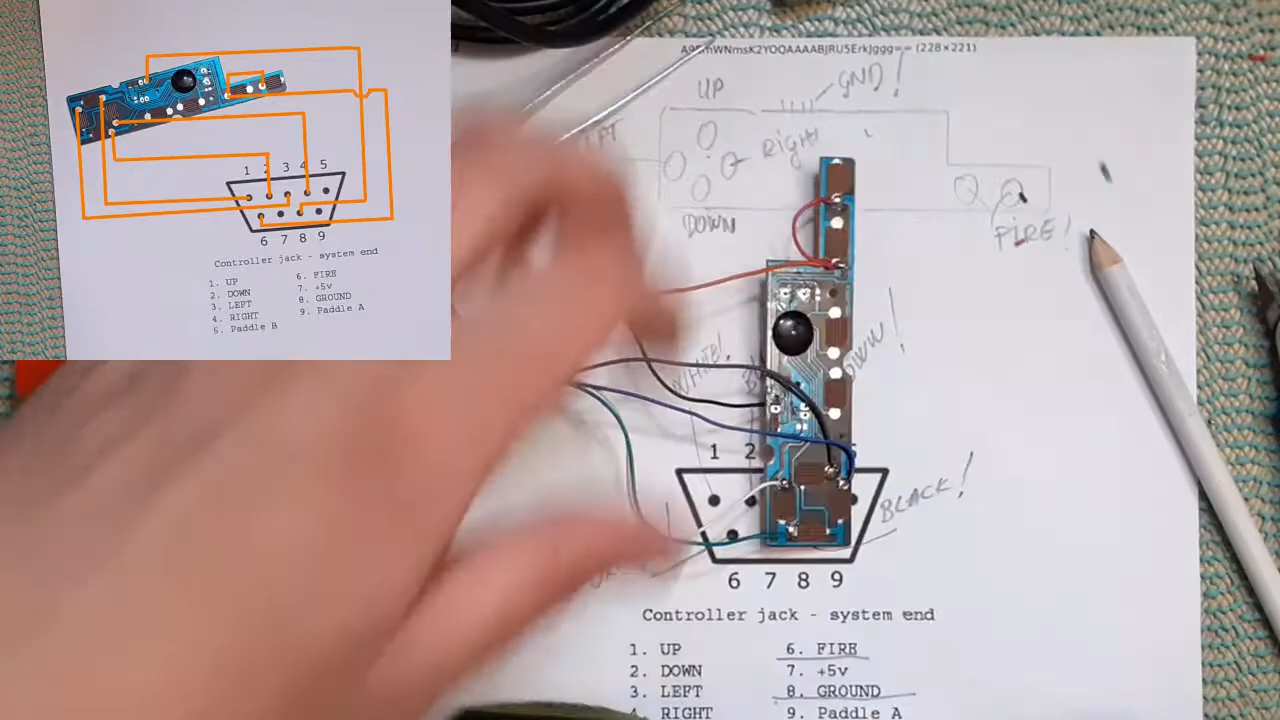 1 2 3 4 5
6 7 8 9
Controller jack - system end
1. UP 6. FIRE
2. DOWN 7. +5v
3. LEFT 8. GROUND
4. RIGHT 9. Paddle A
5. Paddle B
(228×221)
UP
GND!
Right
DOWN
FIRE!
WHITE!
BLACK!
1 2
6 7 8 9
Controller jack - system end
1. UP 6. FIRE
2. DOWN 7. +5v
3. LEFT 8. GROUND
4. RIGHT 9. Paddle A